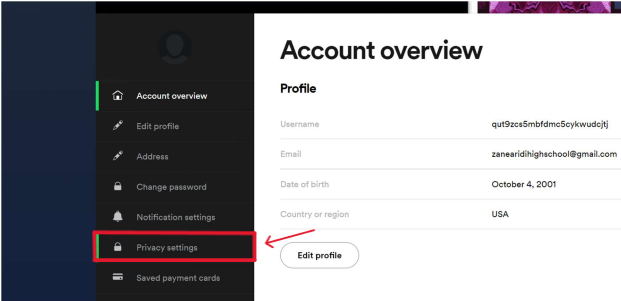 Account overview
Edit profile
Address
Change password
Notification settings
Privacy settings
Saved payment cards
Account overview
Profile
Username qut9zcs5mbfdmc5cykwudcjtj
Email zanearidihighschool@gmail.com
Date of birth October 4, 2001
Country or region USA
Edit profile